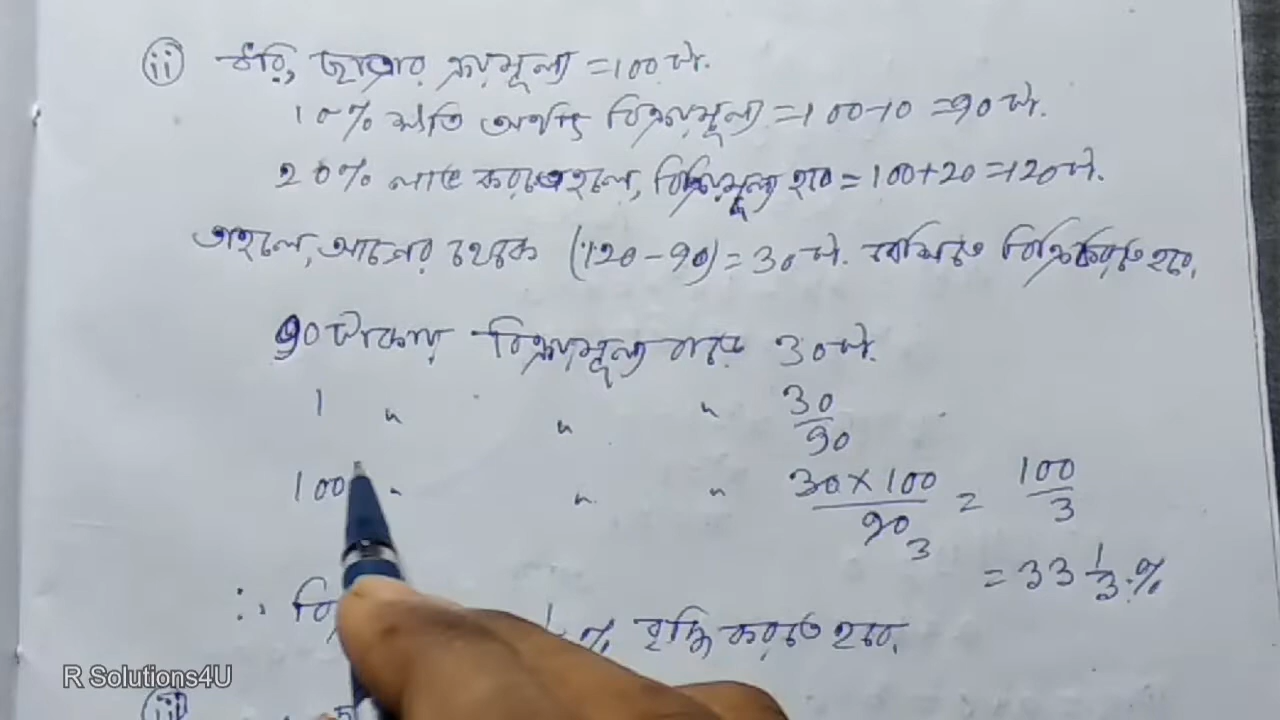 (ii) ধরি, ছাতার ক্রয়মূল্য = 100 টা.
10% ক্ষতি অর্থাৎ বিক্রয়মূল্য = 100-10 = 90 টা.
20% লাভ করতে হলে, বিক্রয়মূল্য হবে = 100+20 = 120 টা.
তাহলে, আগের থেকে (120-90) = 30 টা. বেশিতে বিক্রি করতে হবে.
90 টাকায় বিক্রয়মূল্য বাড়ে 30 টা.
1 " " " 30/90
100 " " " 30×100/90 3 = 100/3
= 33 1/3 %
∴ % বৃদ্ধি করতে হবে.
R Solutions4U
(iii)